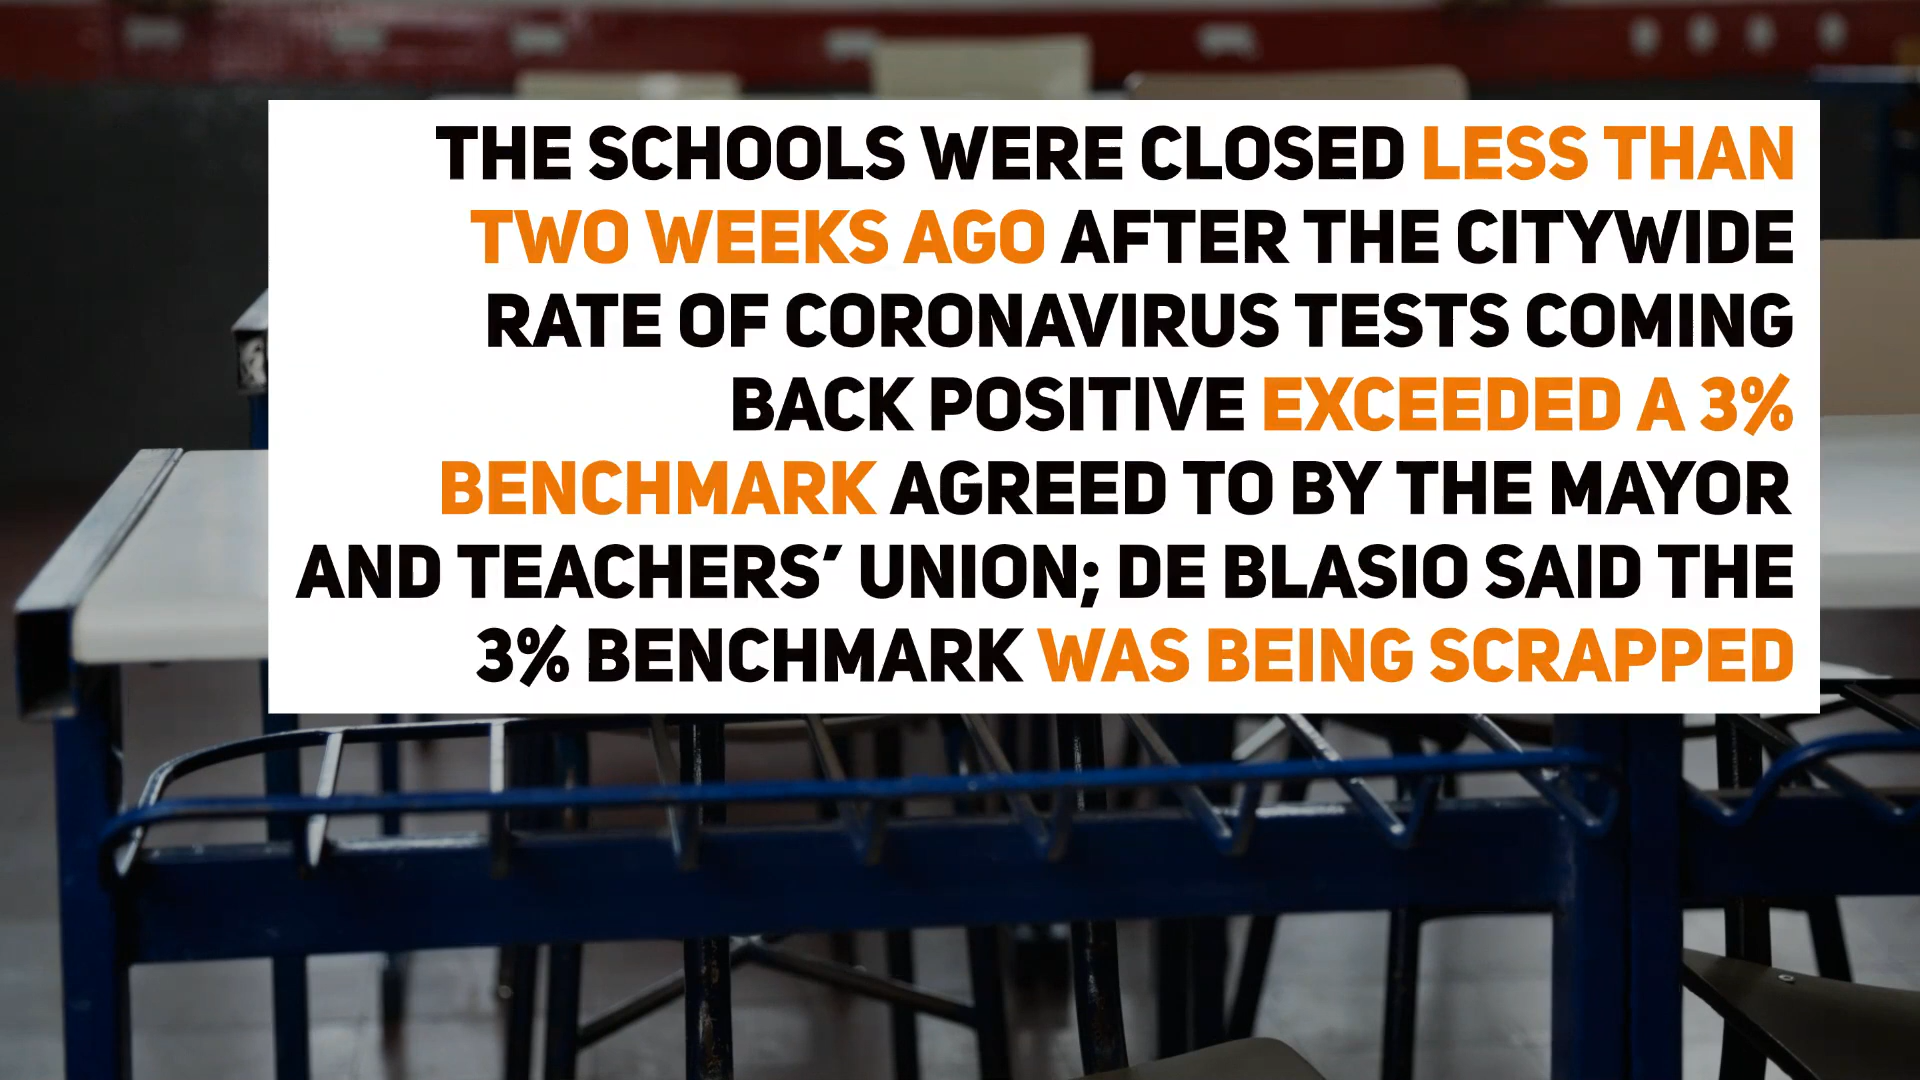 THE SCHOOLS WERE CLOSED LESS THAN
TWO WEEKS AGO AFTER THE CITYWIDE
RATE OF CORONAVIRUS TESTS COMING
BACK POSITIVE EXCEEDED A 3%
BENCHMARK AGREED TO BY THE MAYOR
AND TEACHERS’ UNION; DE BLASIO SAID THE
3% BENCHMARK WAS BEING SCRAPPED